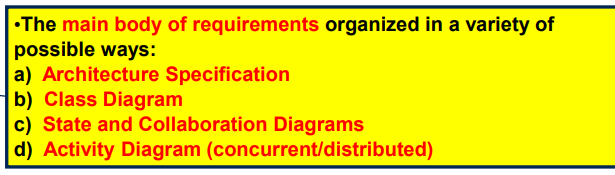 •The main body of requirements organized in a variety of
possible ways:
a) Architecture Specification
b) Class Diagram
c) State and Collaboration Diagrams
d) Activity Diagram (concurrent/distributed)